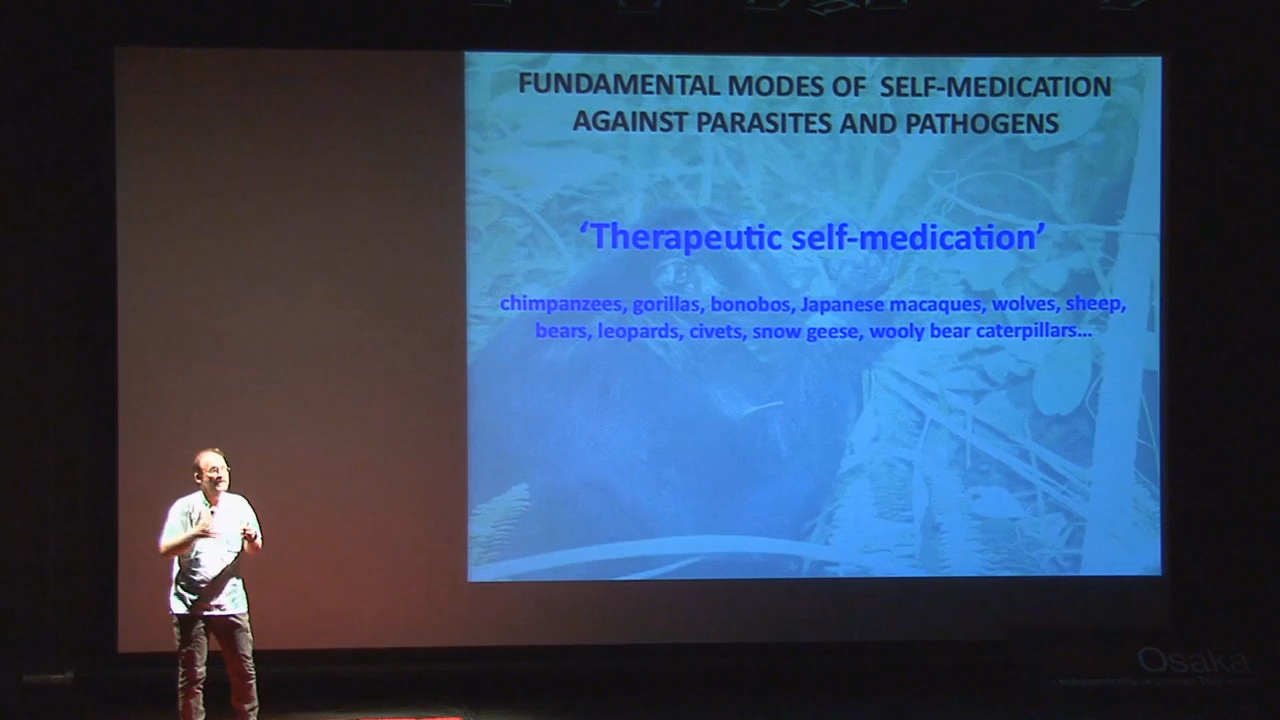 FUNDAMENTAL MODES OF SELF-MEDICATION
AGAINST PARASITES AND PATHOGENS
‘Therapeutic self-medication’
chimpanzees, gorillas, bonobos, Japanese macaques, wolves, sheep,
bears, leopards, civets, snow geese, wooly bear caterpillars...
Osaka